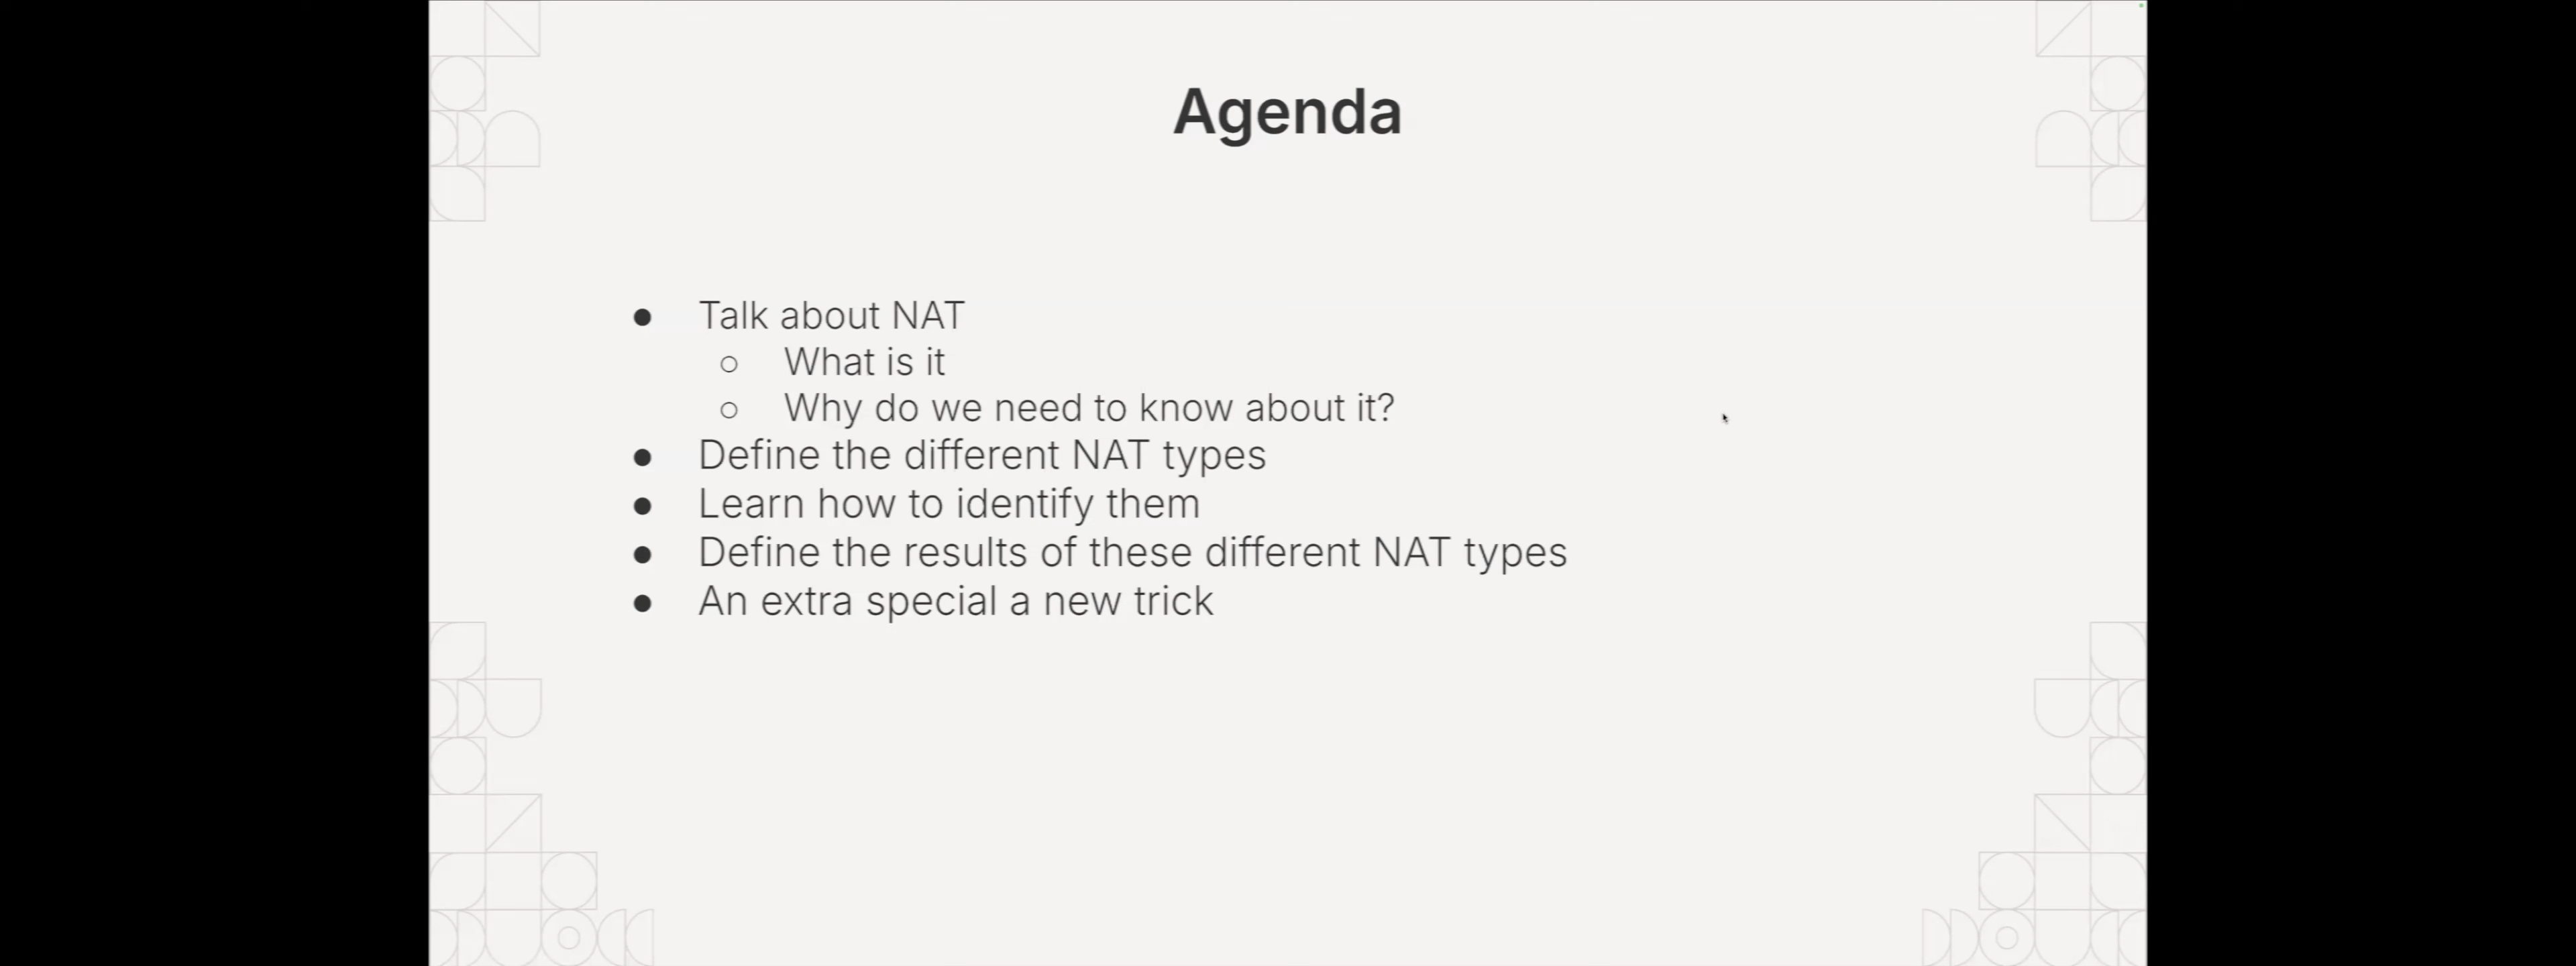 Agenda
● Talk about NAT
○ What is it
○ Why do we need to know about it?
● Define the different NAT types
● Learn how to identify them
● Define the results of these different NAT types
● An extra special a new trick